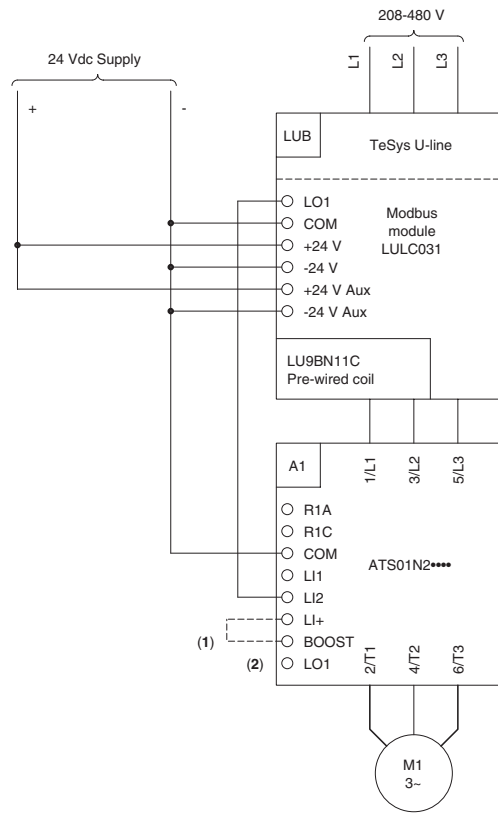 208-480 V
24 Vdc Supply
L1
L2
L3
+
-
LUB
TeSys U-line
LO1
COM
+24 V
-24 V
+24 V Aux
-24 V Aux
Modbus
module
LULC031
LU9BN11C
Pre-wired coil
A1
1/L1
3/L2
5/L3
R1A
R1C
COM
LI1
LI2
LI+
BOOST
LO1
ATS01N2••••
(1)
(2)
2/T1
4/T2
6/T3
M1
3~